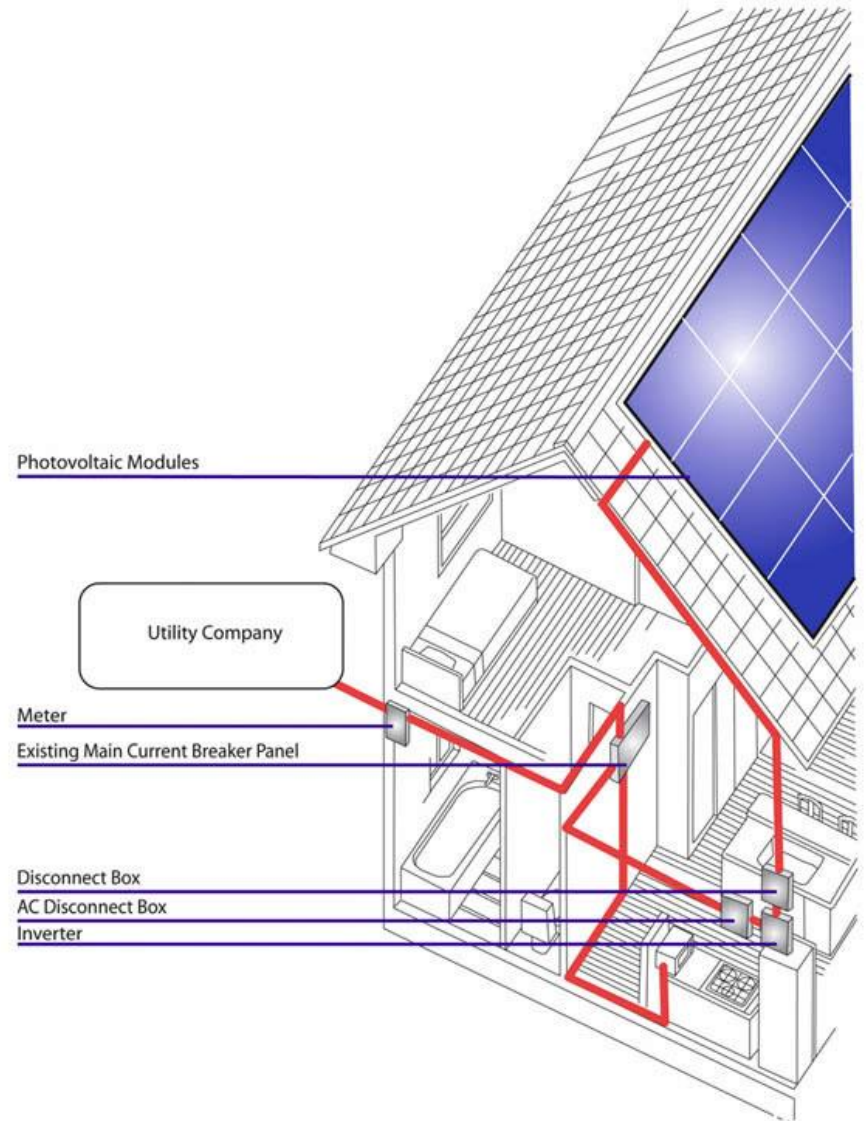 Photovoltaic Modules
Utility Company
Meter
Existing Main Current Breaker Panel
Disconnect Box
AC Disconnect Box
Inverter